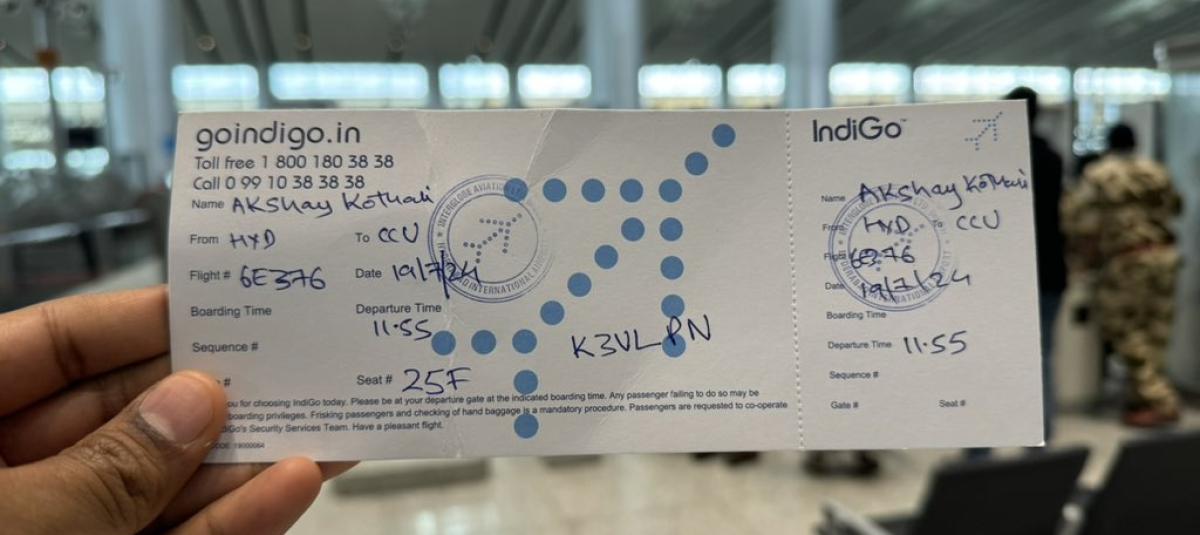 goindigo.in
Toll free 1 800 180 38 38
Call 0 99 10 38 38 38
Name AKShay Kothari
From HYD To CCU
Flight # 6E376 Date 19/7/24
Boarding Time Departure Time
11.55
Sequence #
K3VLPN
# Seat # 25F
ou for choosing IndiGo today. Please be at your departure gate at the indicated boarding time. Any passenger failing to do so may be
boarding privileges. Frisking passengers and checking of hand baggage is a mandatory procedure. Passengers are requested to co-operate
diGo's Security Services Team. Have a pleasant flight.
INTERGLOBE AVIATION
IndiGo
Name AKShay Kothari
From HYD CCU
Flight 6E376
Date 19/7/24
Boarding Time
Departure Time 11.55
Sequence #
Gate # Seat #